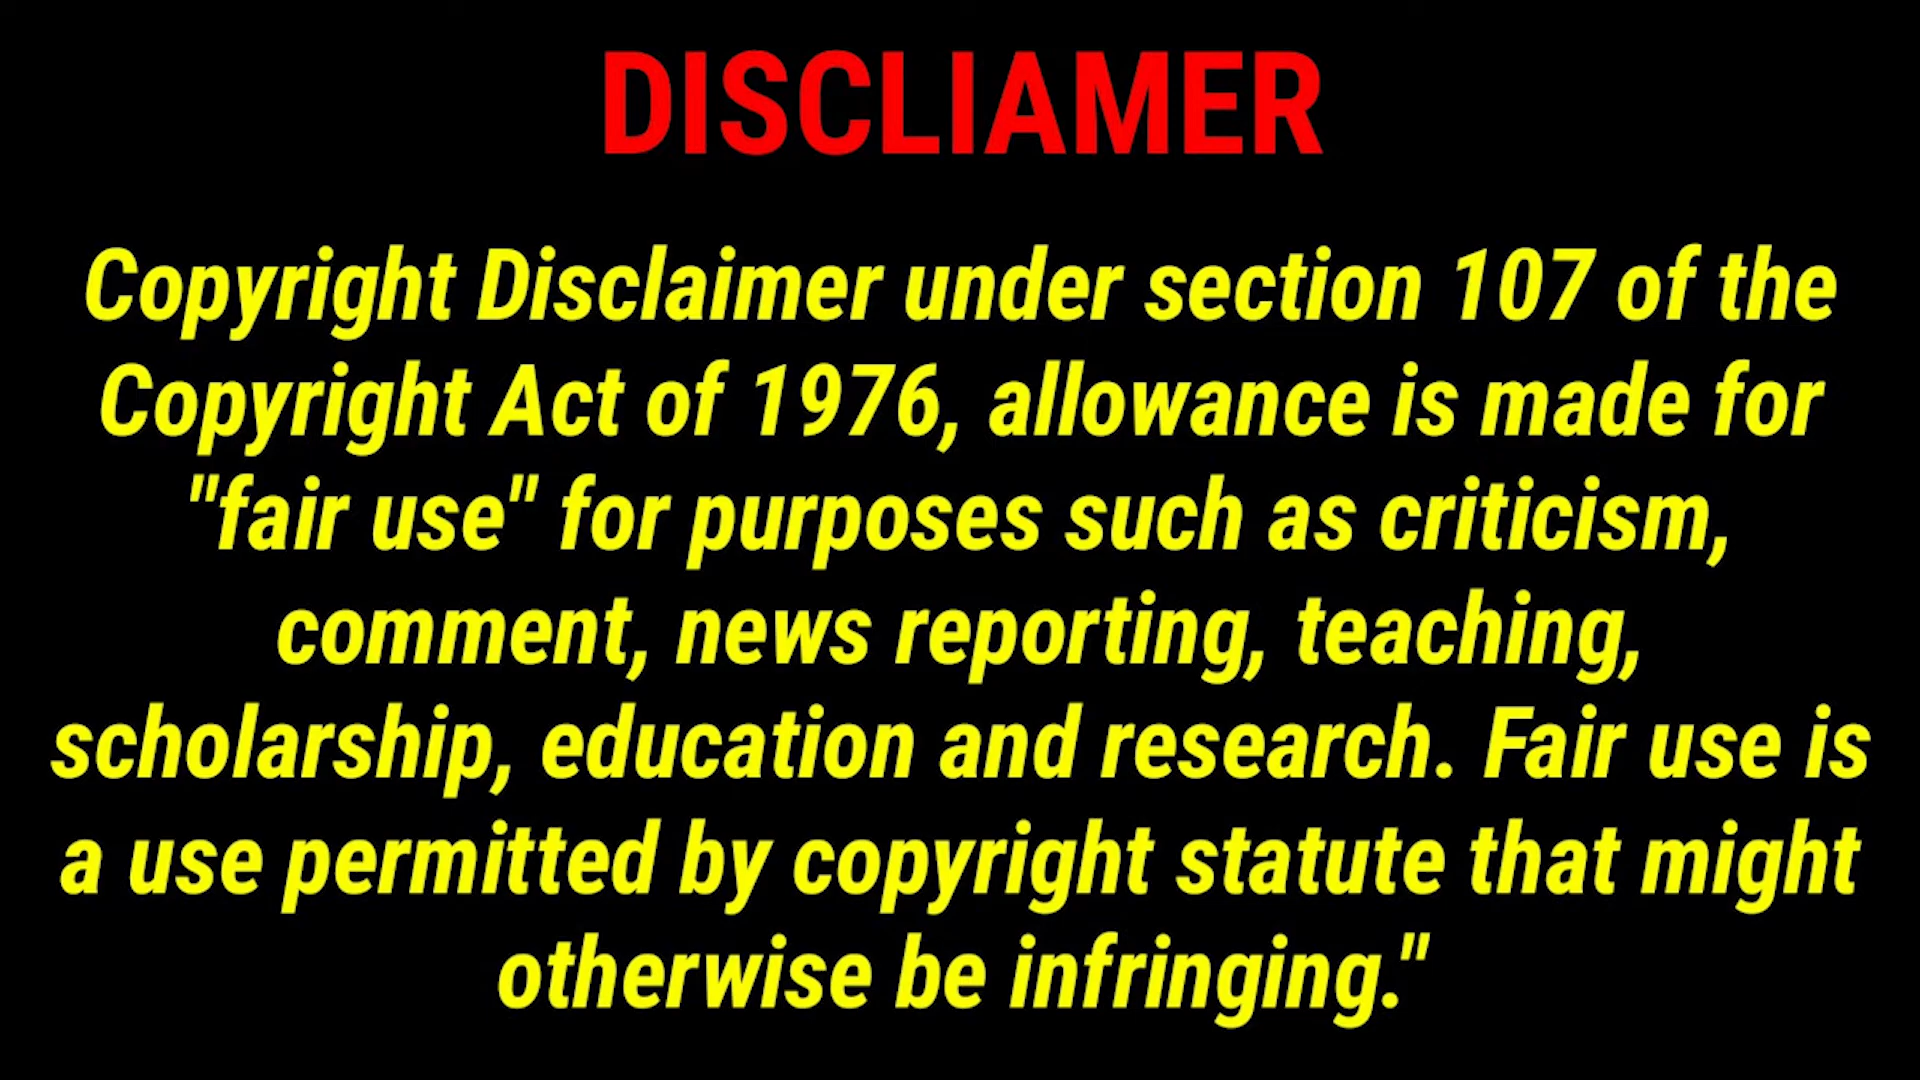 DISCLIAMER
Copyright Disclaimer under section 107 of the
Copyright Act of 1976, allowance is made for
"fair use" for purposes such as criticism,
comment, news reporting, teaching,
scholarship, education and research. Fair use is
a use permitted by copyright statute that might
otherwise be infringing."